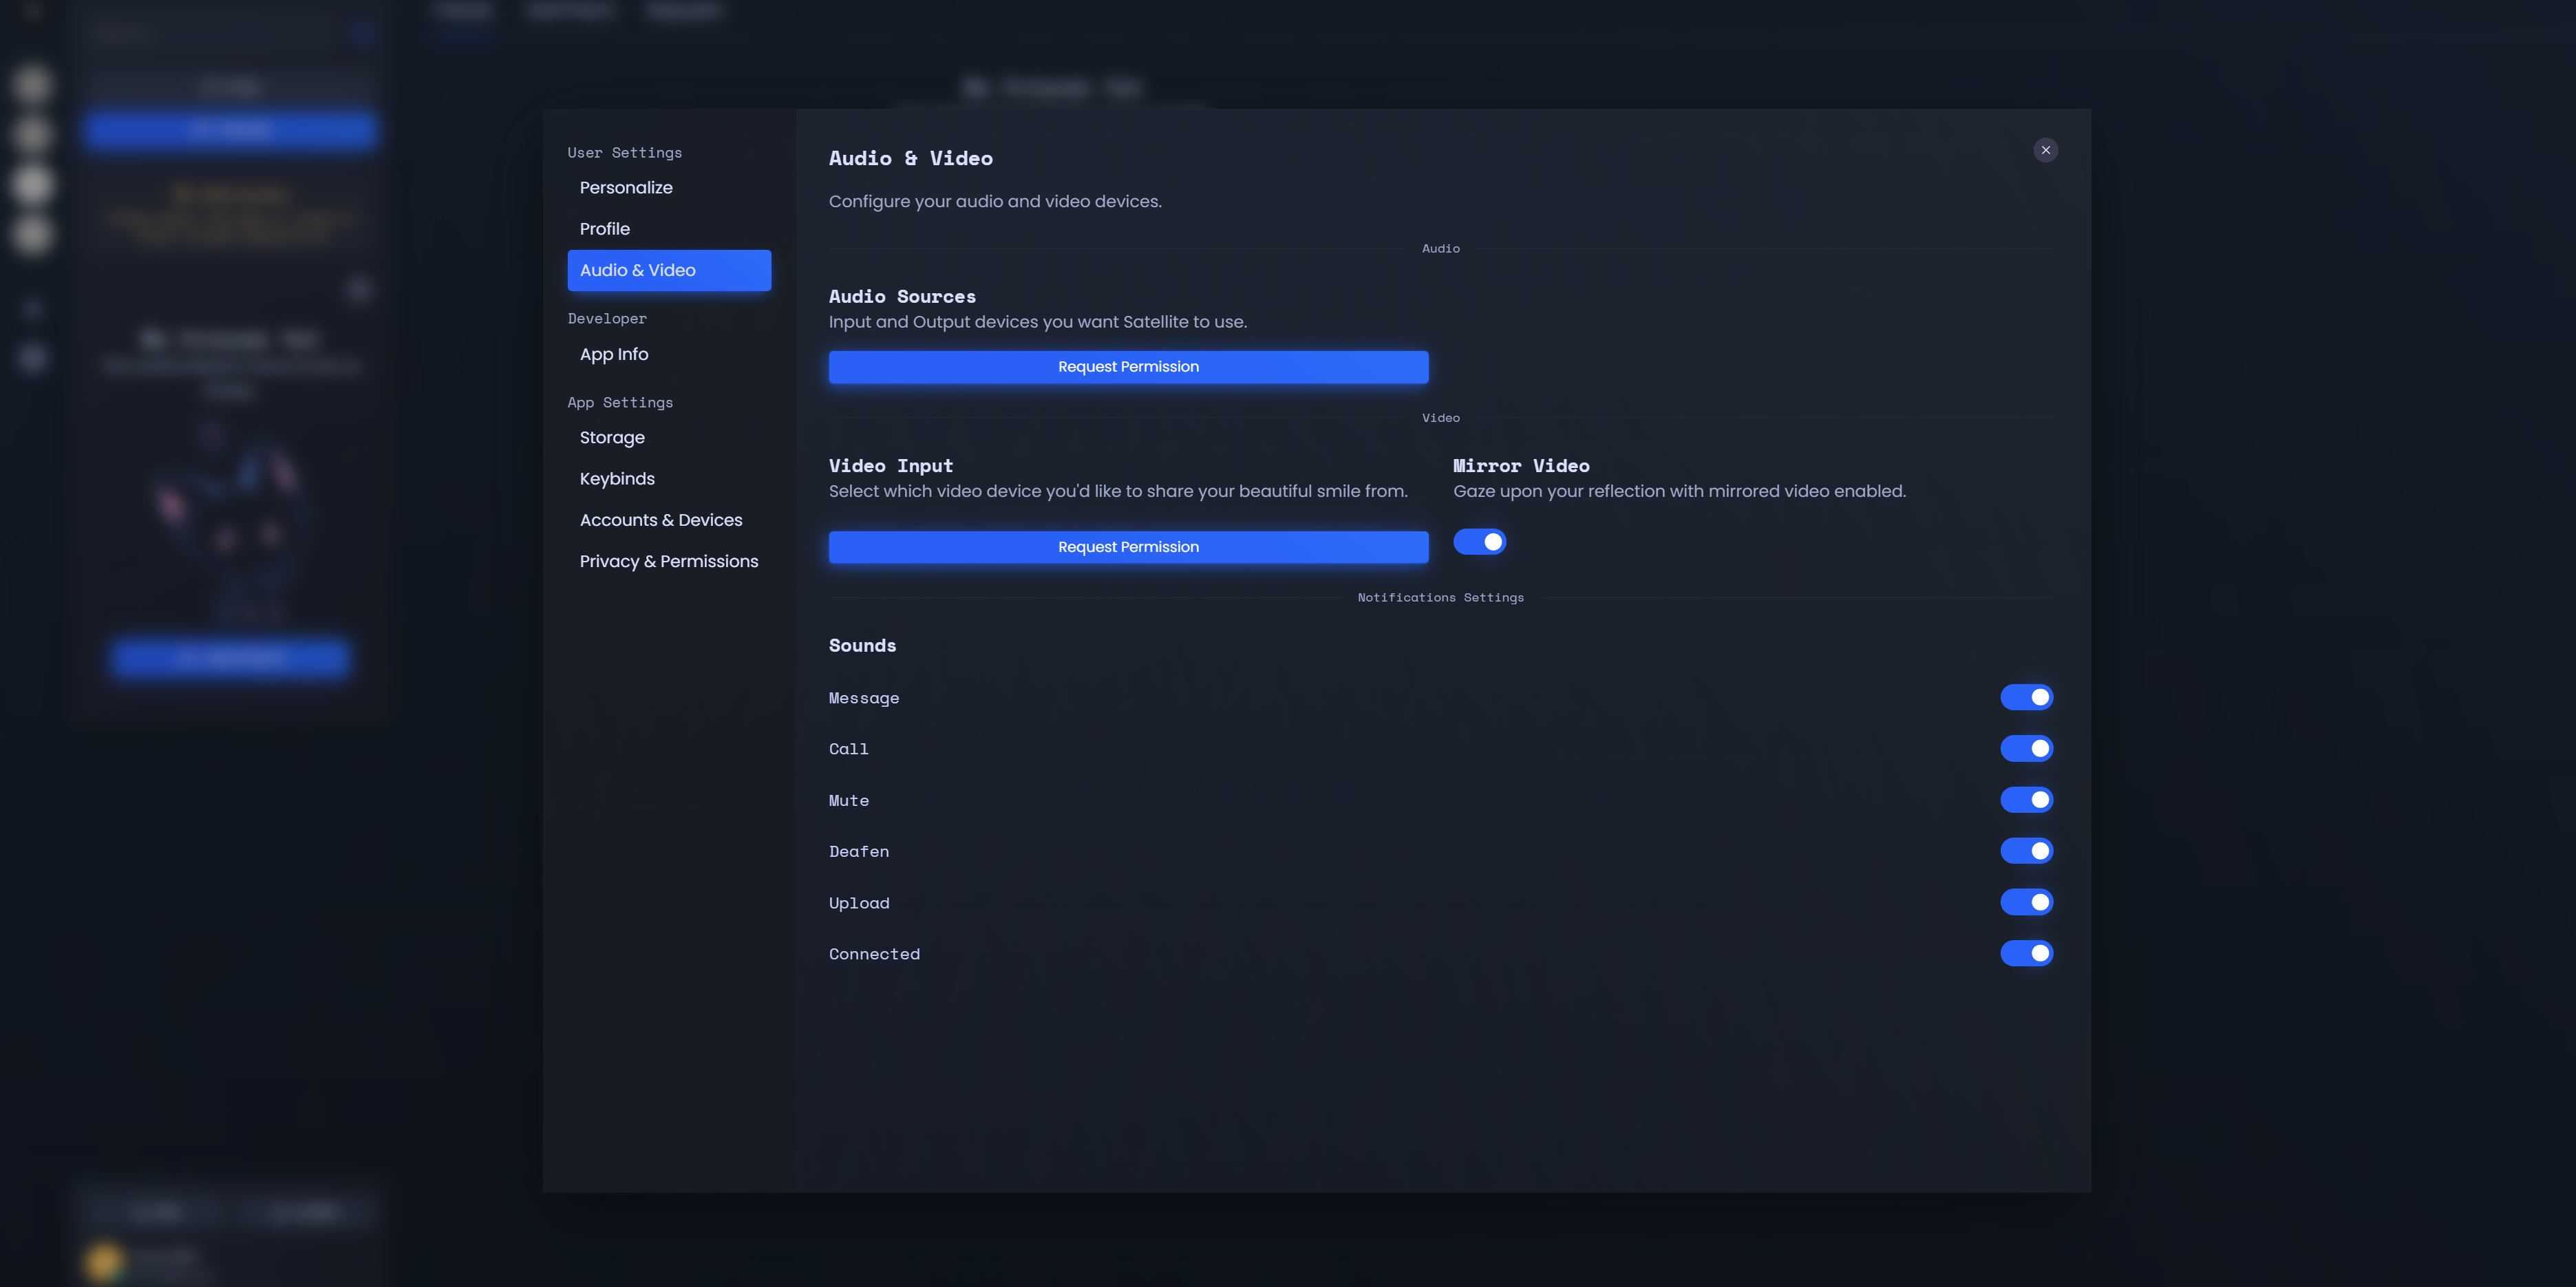 User Settings
Personalize
Profile
Audio & Video
Developer
App Info
App Settings
Storage
Keybinds
Accounts & Devices
Privacy & Permissions
Audio & Video
Configure your audio and video devices.
Audio
Audio Sources
Input and Output devices you want Satellite to use.
Request Permission
Video
Video Input
Select which video device you'd like to share your beautiful smile from.
Request Permission
Mirror Video
Gaze upon your reflection with mirrored video enabled.
Notifications Settings
Sounds
Message
Call
Mute
Deafen
Upload
Connected